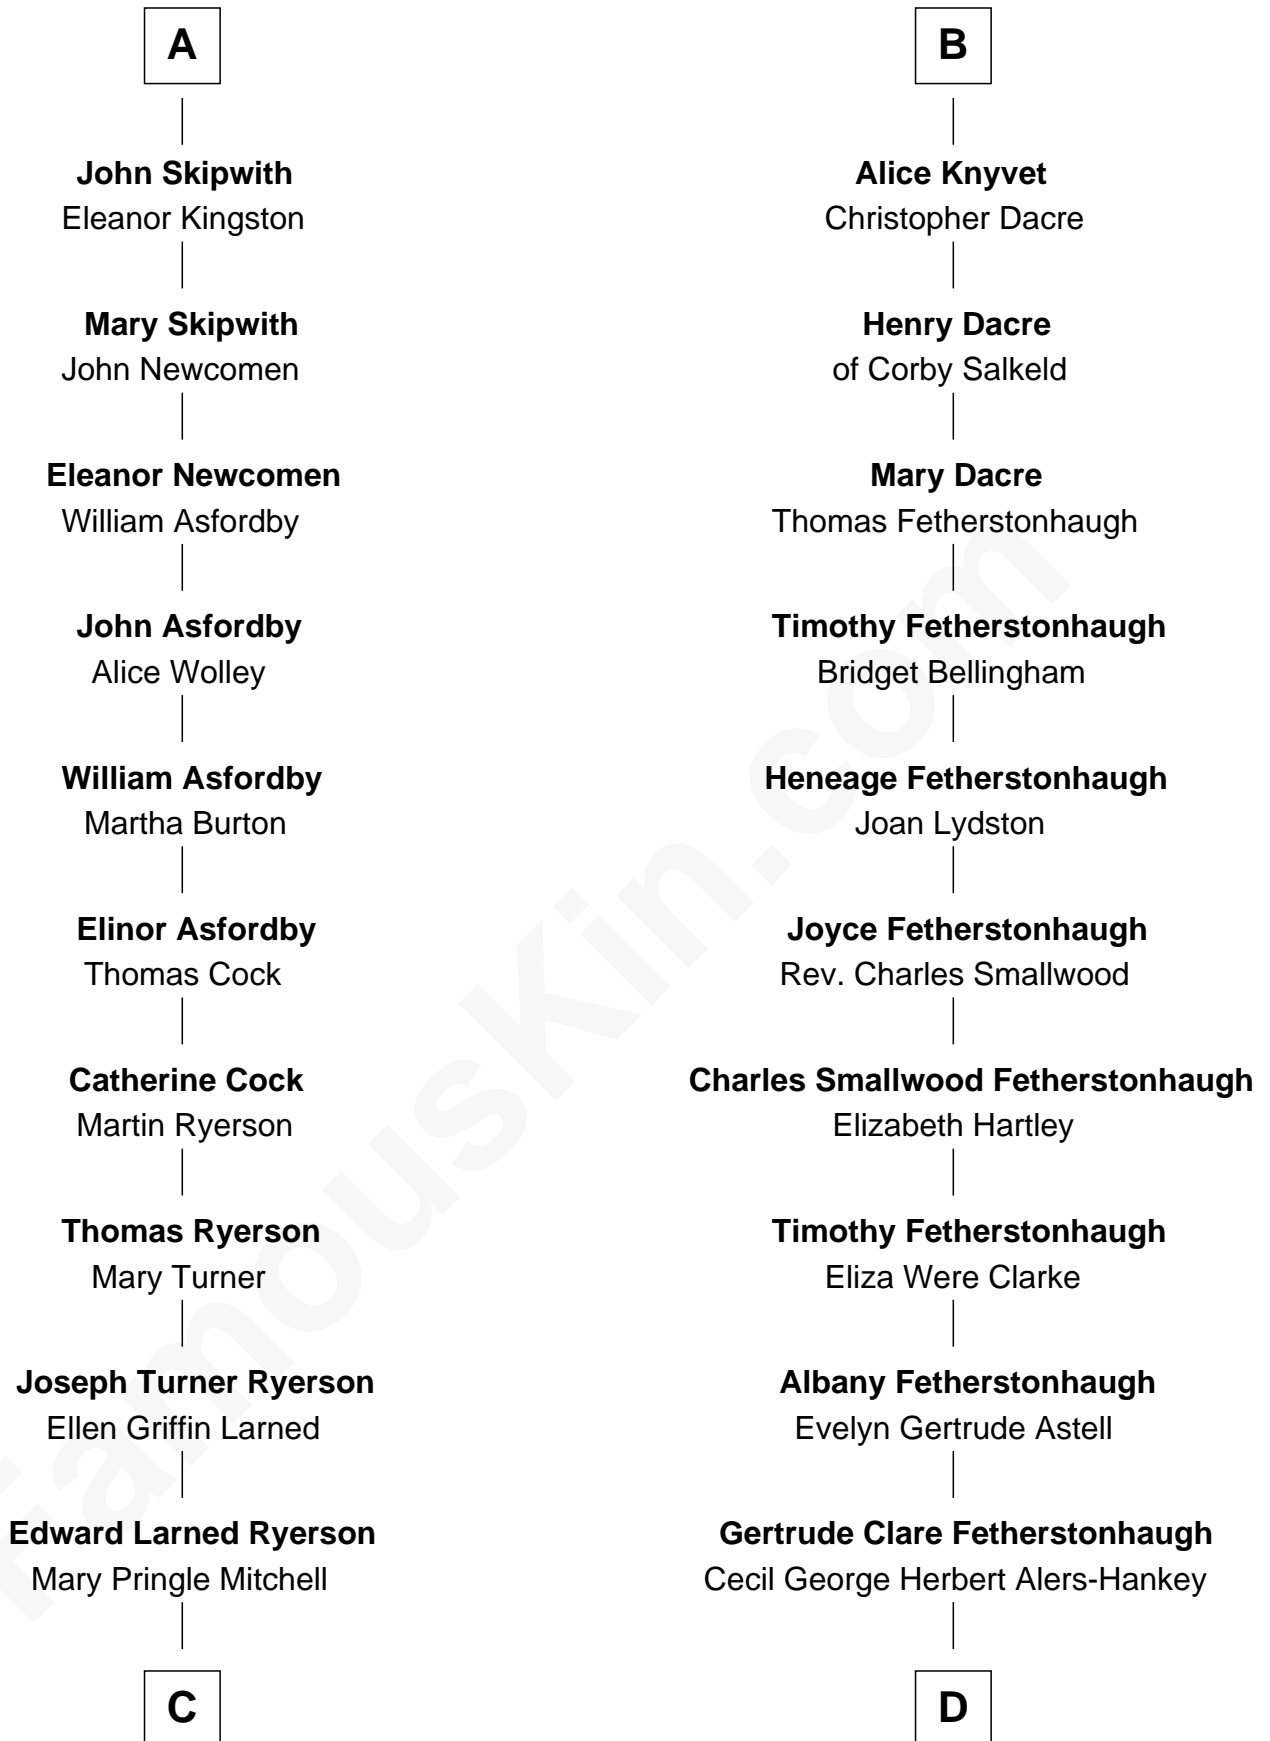 A
John Skipwith
Eleanor Kingston
Mary Skipwith
John Newcomen
Eleanor Newcomen
William Asfordby
John Asfordby
Alice Wolley
William Asfordby
Martha Burton
Elinor Asfordby
Thomas Cock
Catherine Cock
Martin Ryerson
Thomas Ryerson
Mary Turner
Joseph Turner Ryerson
Ellen Griffin Larned
Edward Larned Ryerson
Mary Pringle Mitchell
C
B
Alice Knyvet
Christopher Dacre
Henry Dacre
of Corby Salkeld
Mary Dacre
Thomas Fetherstonhaugh
Timothy Fetherstonhaugh
Bridget Bellingham
Heneage Fetherstonhaugh
Joan Lydston
Joyce Fetherstonhaugh
Rev. Charles Smallwood
Charles Smallwood Fetherstonhaugh
Elizabeth Hartley
Timothy Fetherstonhaugh
Eliza Were Clarke
Albany Fetherstonhaugh
Evelyn Gertrude Astell
Gertrude Clare Fetherstonhaugh
Cecil George Herbert Alers-Hankey
D
FamousKin.com